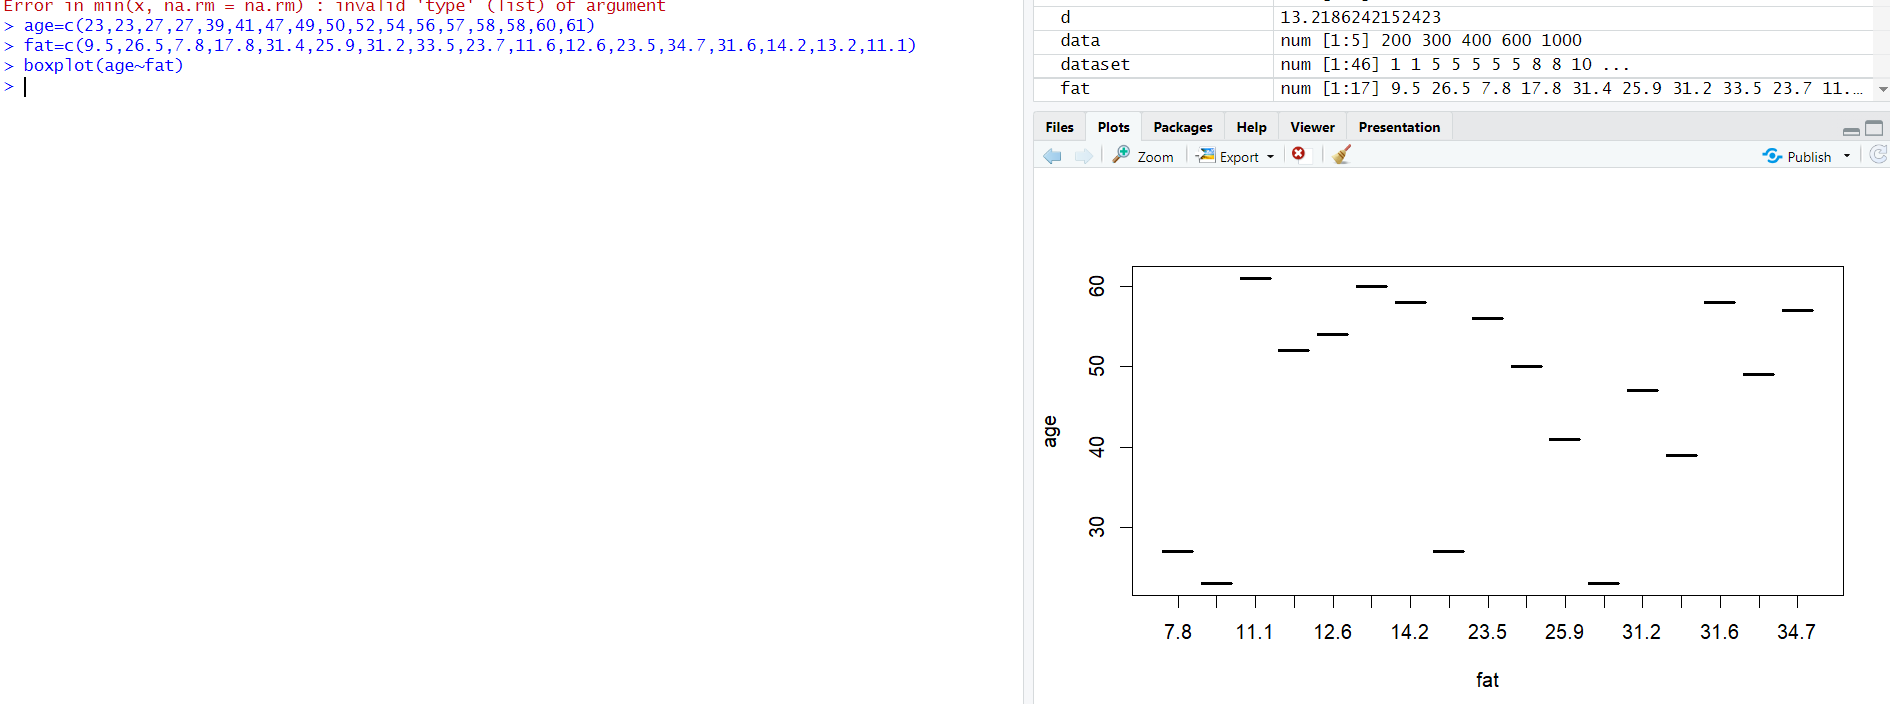 Error in min(x, na.rm = na.rm) : invalid 'type' (list) of argument
> age=c(23,23,27,27,39,41,47,49,50,52,54,56,57,58,58,60,61)
> fat=c(9.5,26.5,7.8,17.8,31.4,25.9,31.2,33.5,23.7,11.6,12.6,23.5,34.7,31.6,14.2,13.2,11.1)
> boxplot(age~fat)
>
d 13.2186242152423
data num [1:5] 200 300 400 600 1000
dataset num [1:46] 1 1 5 5 5 5 5 8 8 10 ...
fat num [1:17] 9.5 26.5 7.8 17.8 31.4 25.9 31.2 33.5 23.7 11.…
Files Plots Packages Help Viewer Presentation
Zoom Export Publish
60
50
40
30
age
7.8 11.1 12.6 14.2 23.5 25.9 31.2 31.6 34.7
fat